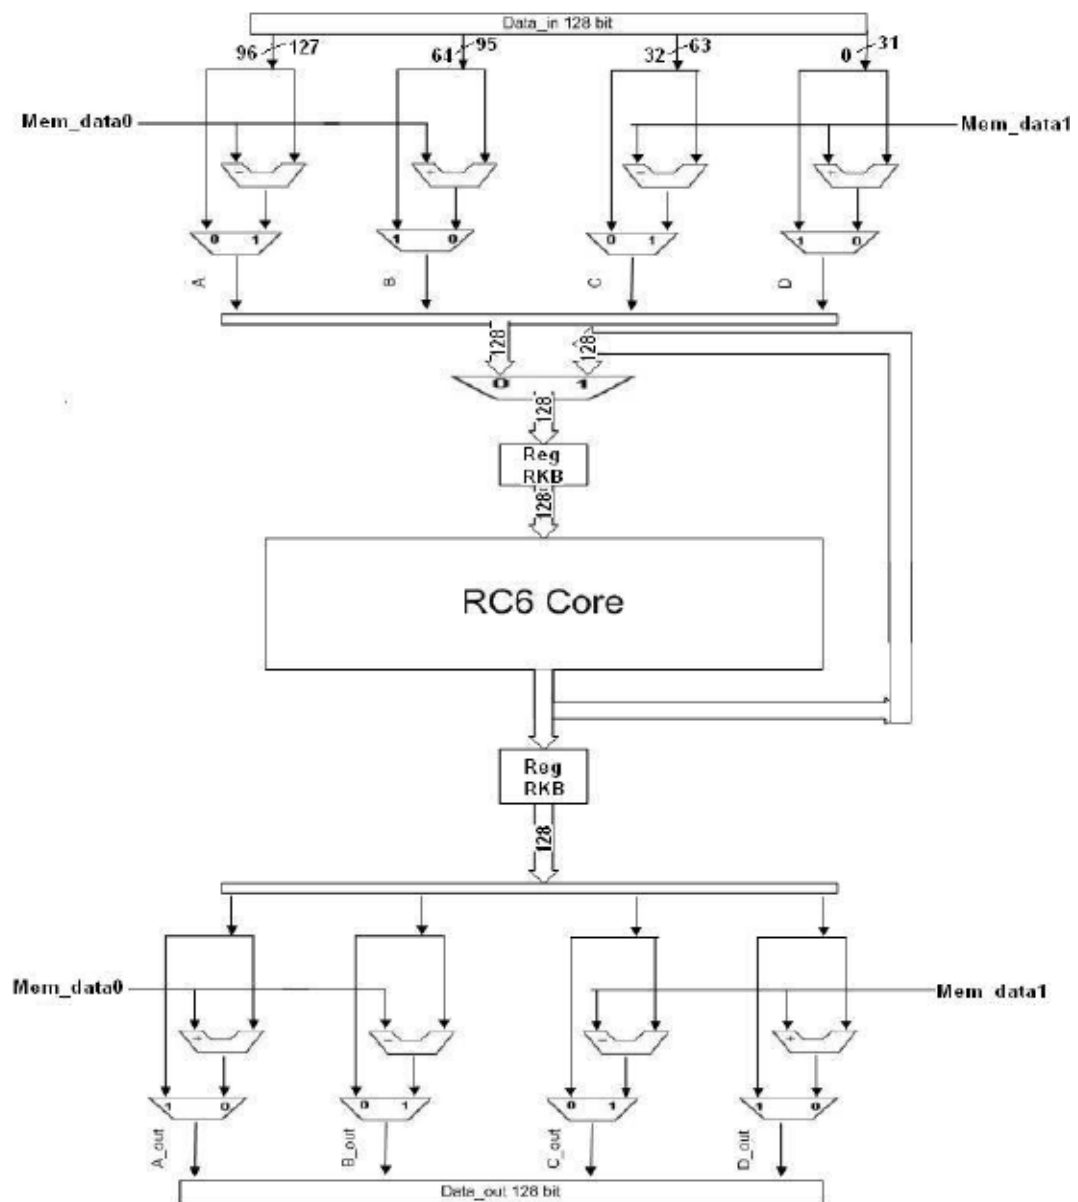 Data_in 128 bit
96 127
64 95
32 63
0 31
Mem_data0
Mem_data1
- + - +
0 1
1 0
0 1
1 0
A
B
C
D
128
128
0 1
128
Reg
RKB
128
RC6 Core
Reg
RKB
128
Mem_data0
Mem data1
+ - - +
1 0
0 1
0 1
1 0
A_out
B_out
C_out
D_out
Data_out 128 bit